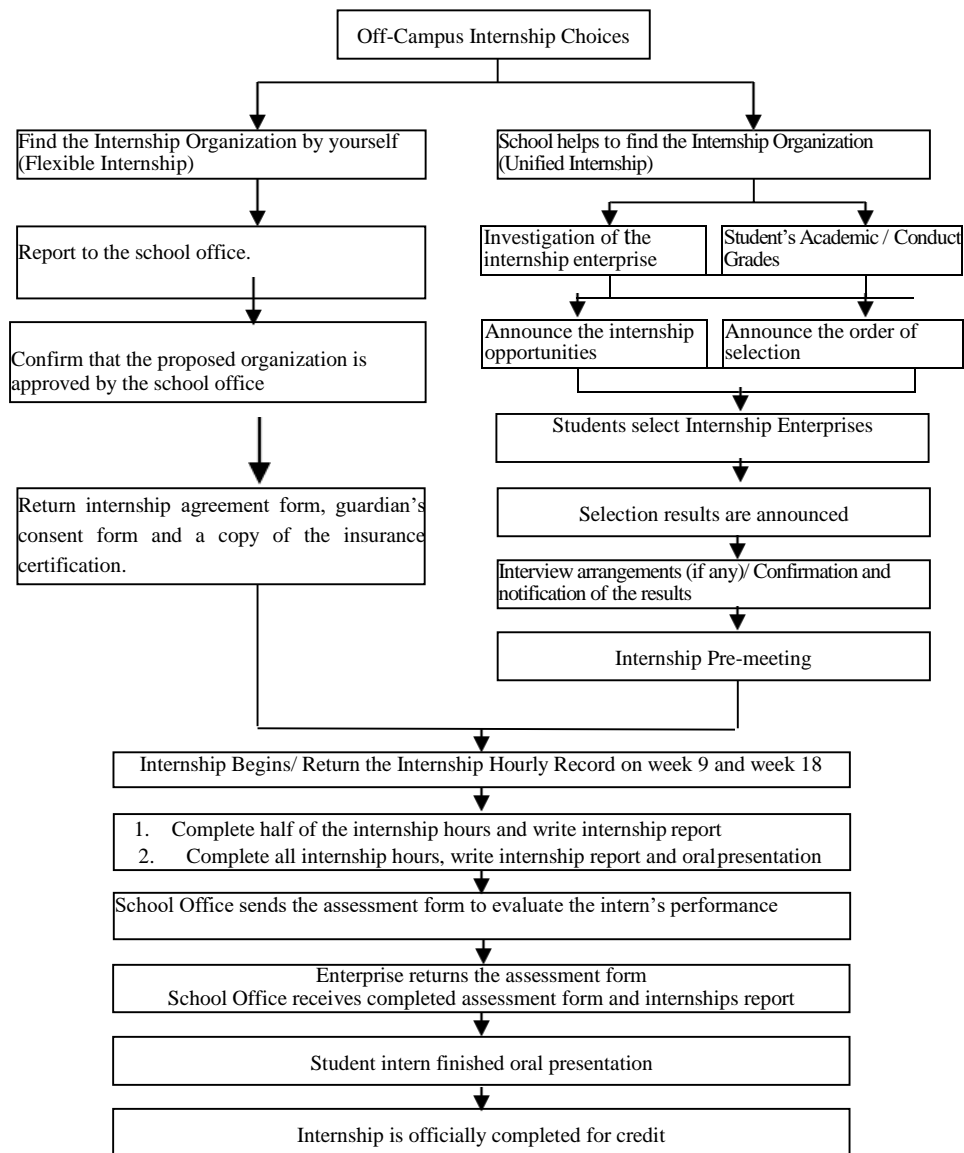 Off-Campus Internship Choices
Find the Internship Organization by yourself
(Flexible Internship)
School helps to find the Internship Organization
(Unified Internship)
Report to the school office.
Investigation of the
internship enterprise
Student's Academic / Conduct
Grades
Confirm that the proposed organization is
approved by the school office
Announce the internship
opportunities
Announce the order of
selection
Students select Internship Enterprises
Return internship agreement form, guardian's
consent form and a copy of the insurance
certification.
Selection results are announced
Interview arrangements (if any)/ Confirmation and
notification of the results
Internship Pre-meeting
Internship Begins/ Return the Internship Hourly Record on week 9 and week 18
1. Complete half of the internship hours and write internship report
2. Complete all internship hours, write internship report and oral presentation
School Office sends the assessment form to evaluate the intern's performance
Enterprise returns the assessment form
School Office receives completed assessment form and internships report
Student intern finished oral presentation
Internship is officially completed for credit